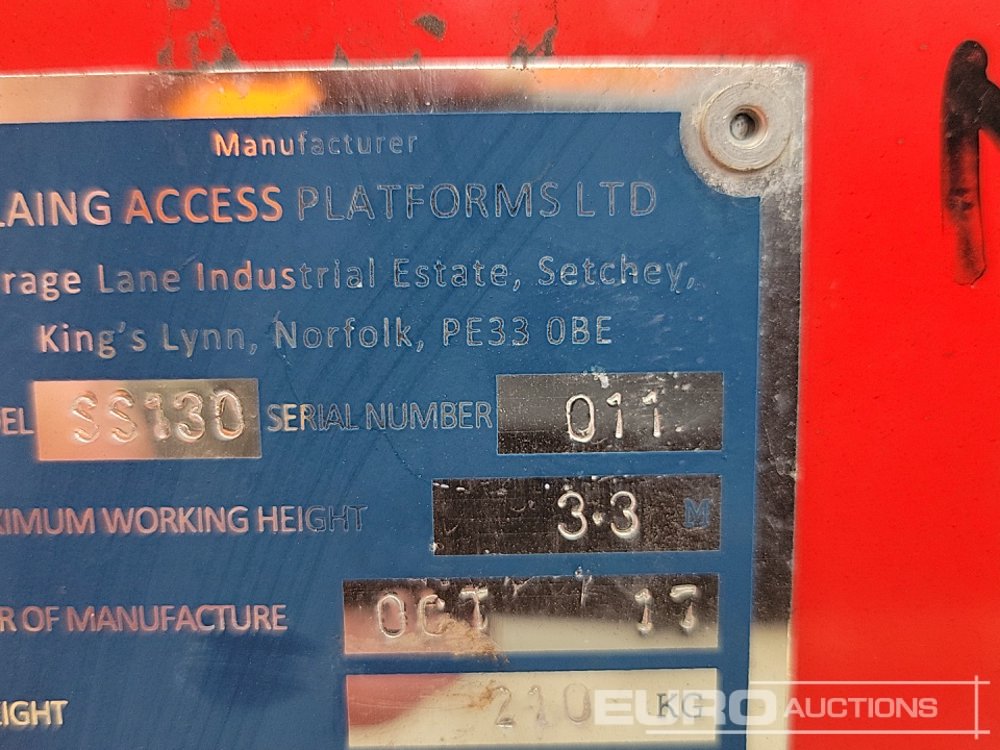 Manufacturer
LAING ACCESS PLATFORMS LTD
rage Lane Industrial Estate, Setchey,
King's Lynn, Norfolk, PE33 0BE
EL SS130 SERIAL NUMBER 011
XIMUM WORKING HEIGHT 3.3 M
R OF MANUFACTURE OCT 17
EIGHT 210 KG
EURO AUCTIONS